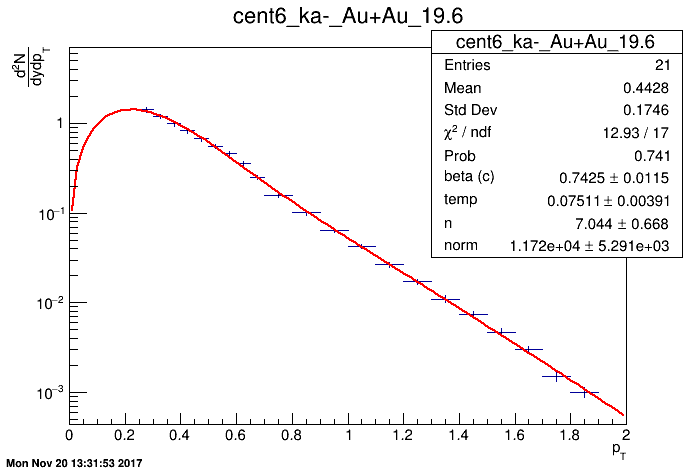 cent6_ka-_Au+Au_19.6
d²N
dydp_T
cent6_ka-_Au+Au_19.6
Entries 21
Mean 0.4428
Std Dev 0.1746
χ² / ndf 12.93 / 17
Prob 0.741
beta (c) 0.7425 ± 0.0115
temp 0.07511 ± 0.00391
n 7.044 ± 0.668
norm 1.172e+04 ± 5.291e+03
1
10⁻¹
10⁻²
10⁻³
0 0.2 0.4 0.6 0.8 1 1.2 1.4 1.6 1.8 2
p_T
Mon Nov 20 13:31:53 2017